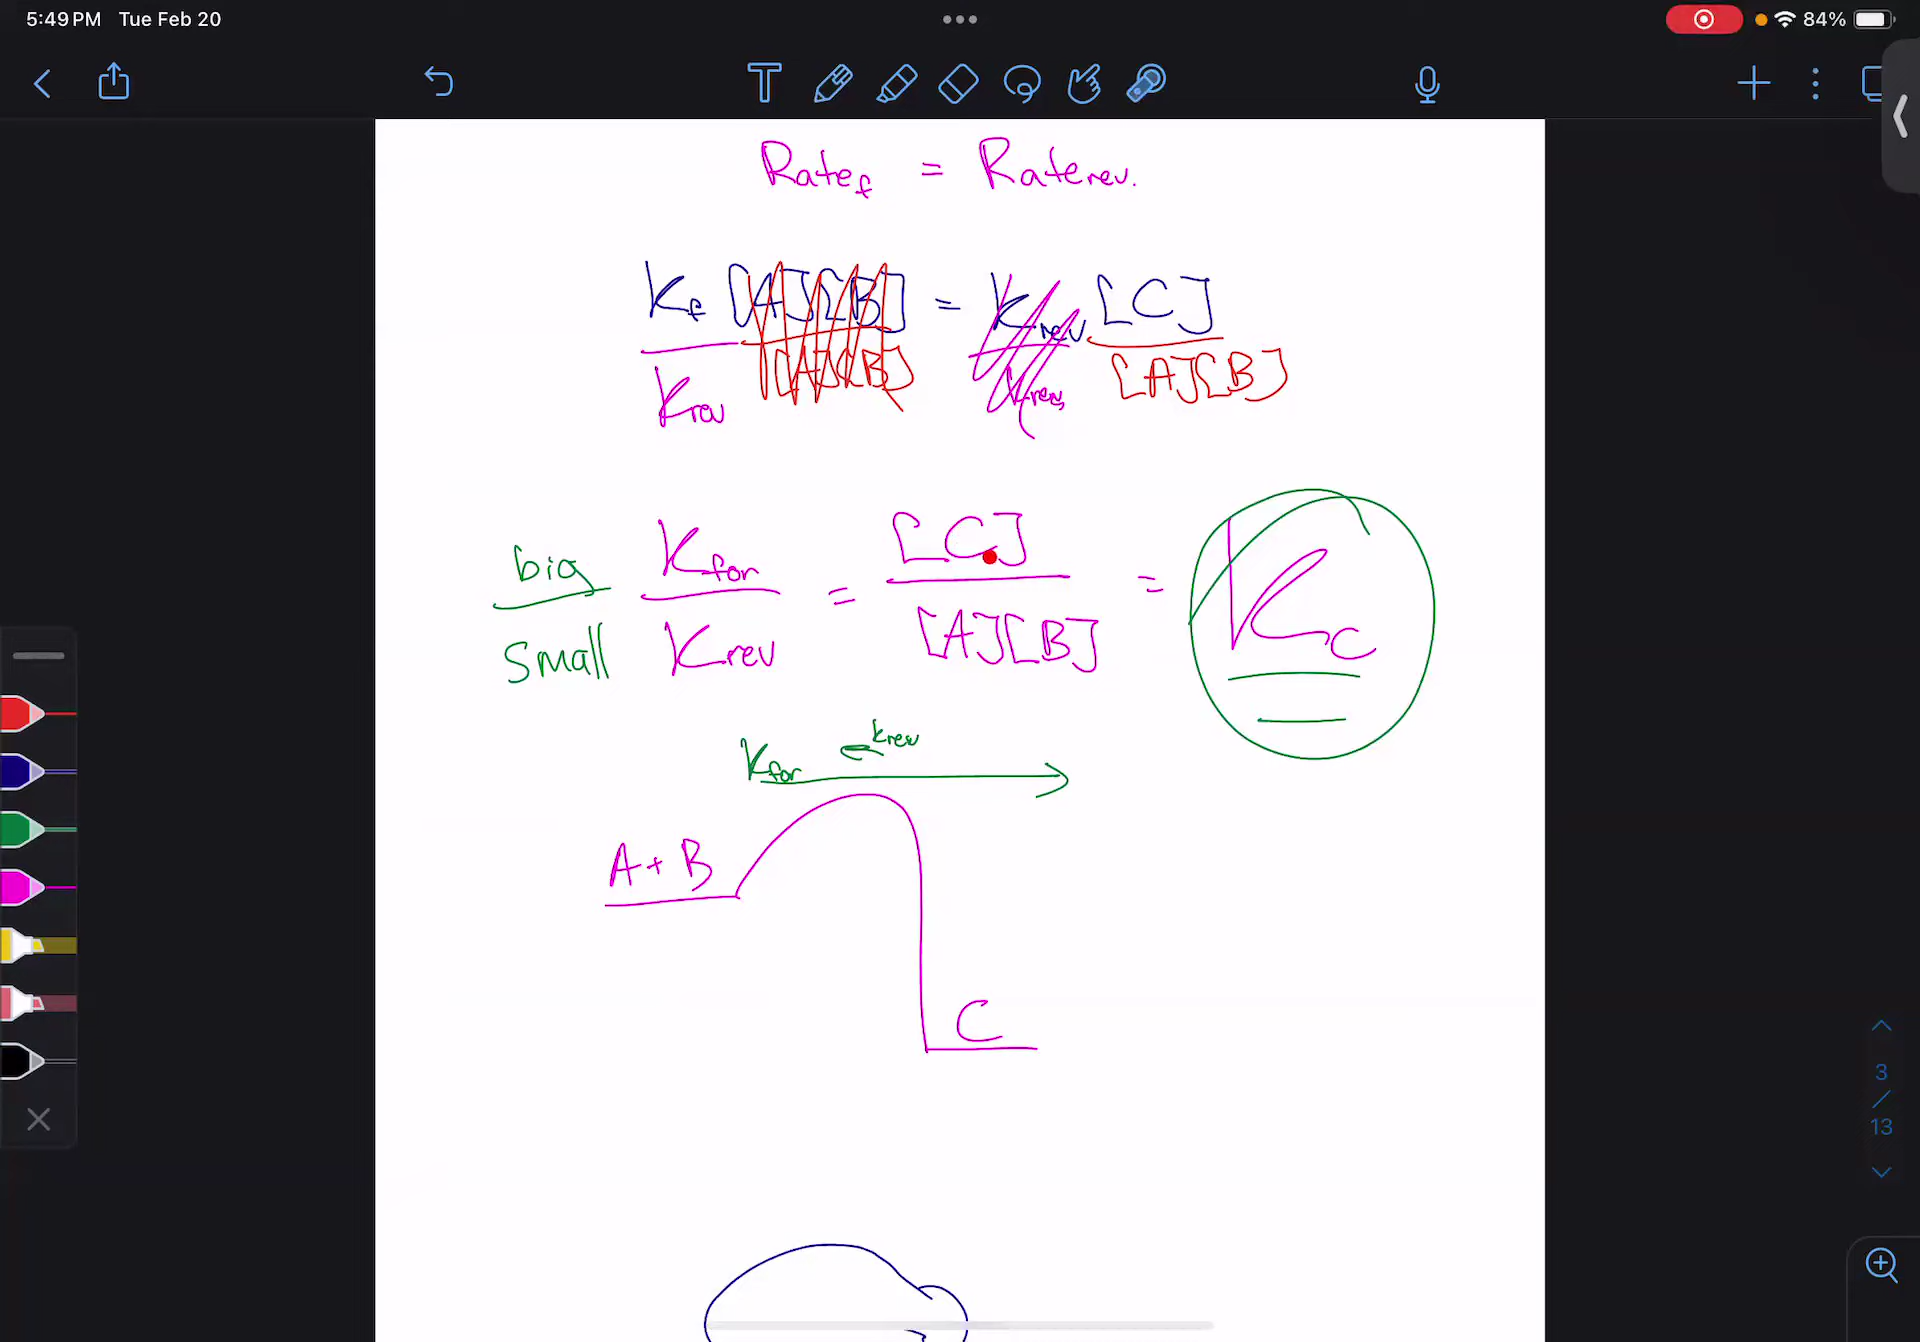 5:49 PM Tue Feb 20
84%
Rate_f = Rate_rev.
K_f [A][B] = K_rev [C]
K_rev [A][B] K_rev [A][B]
big K_for = [C] = K_c
small K_rev [A][B]
K_for K_rev
A + B
C
3
/
13